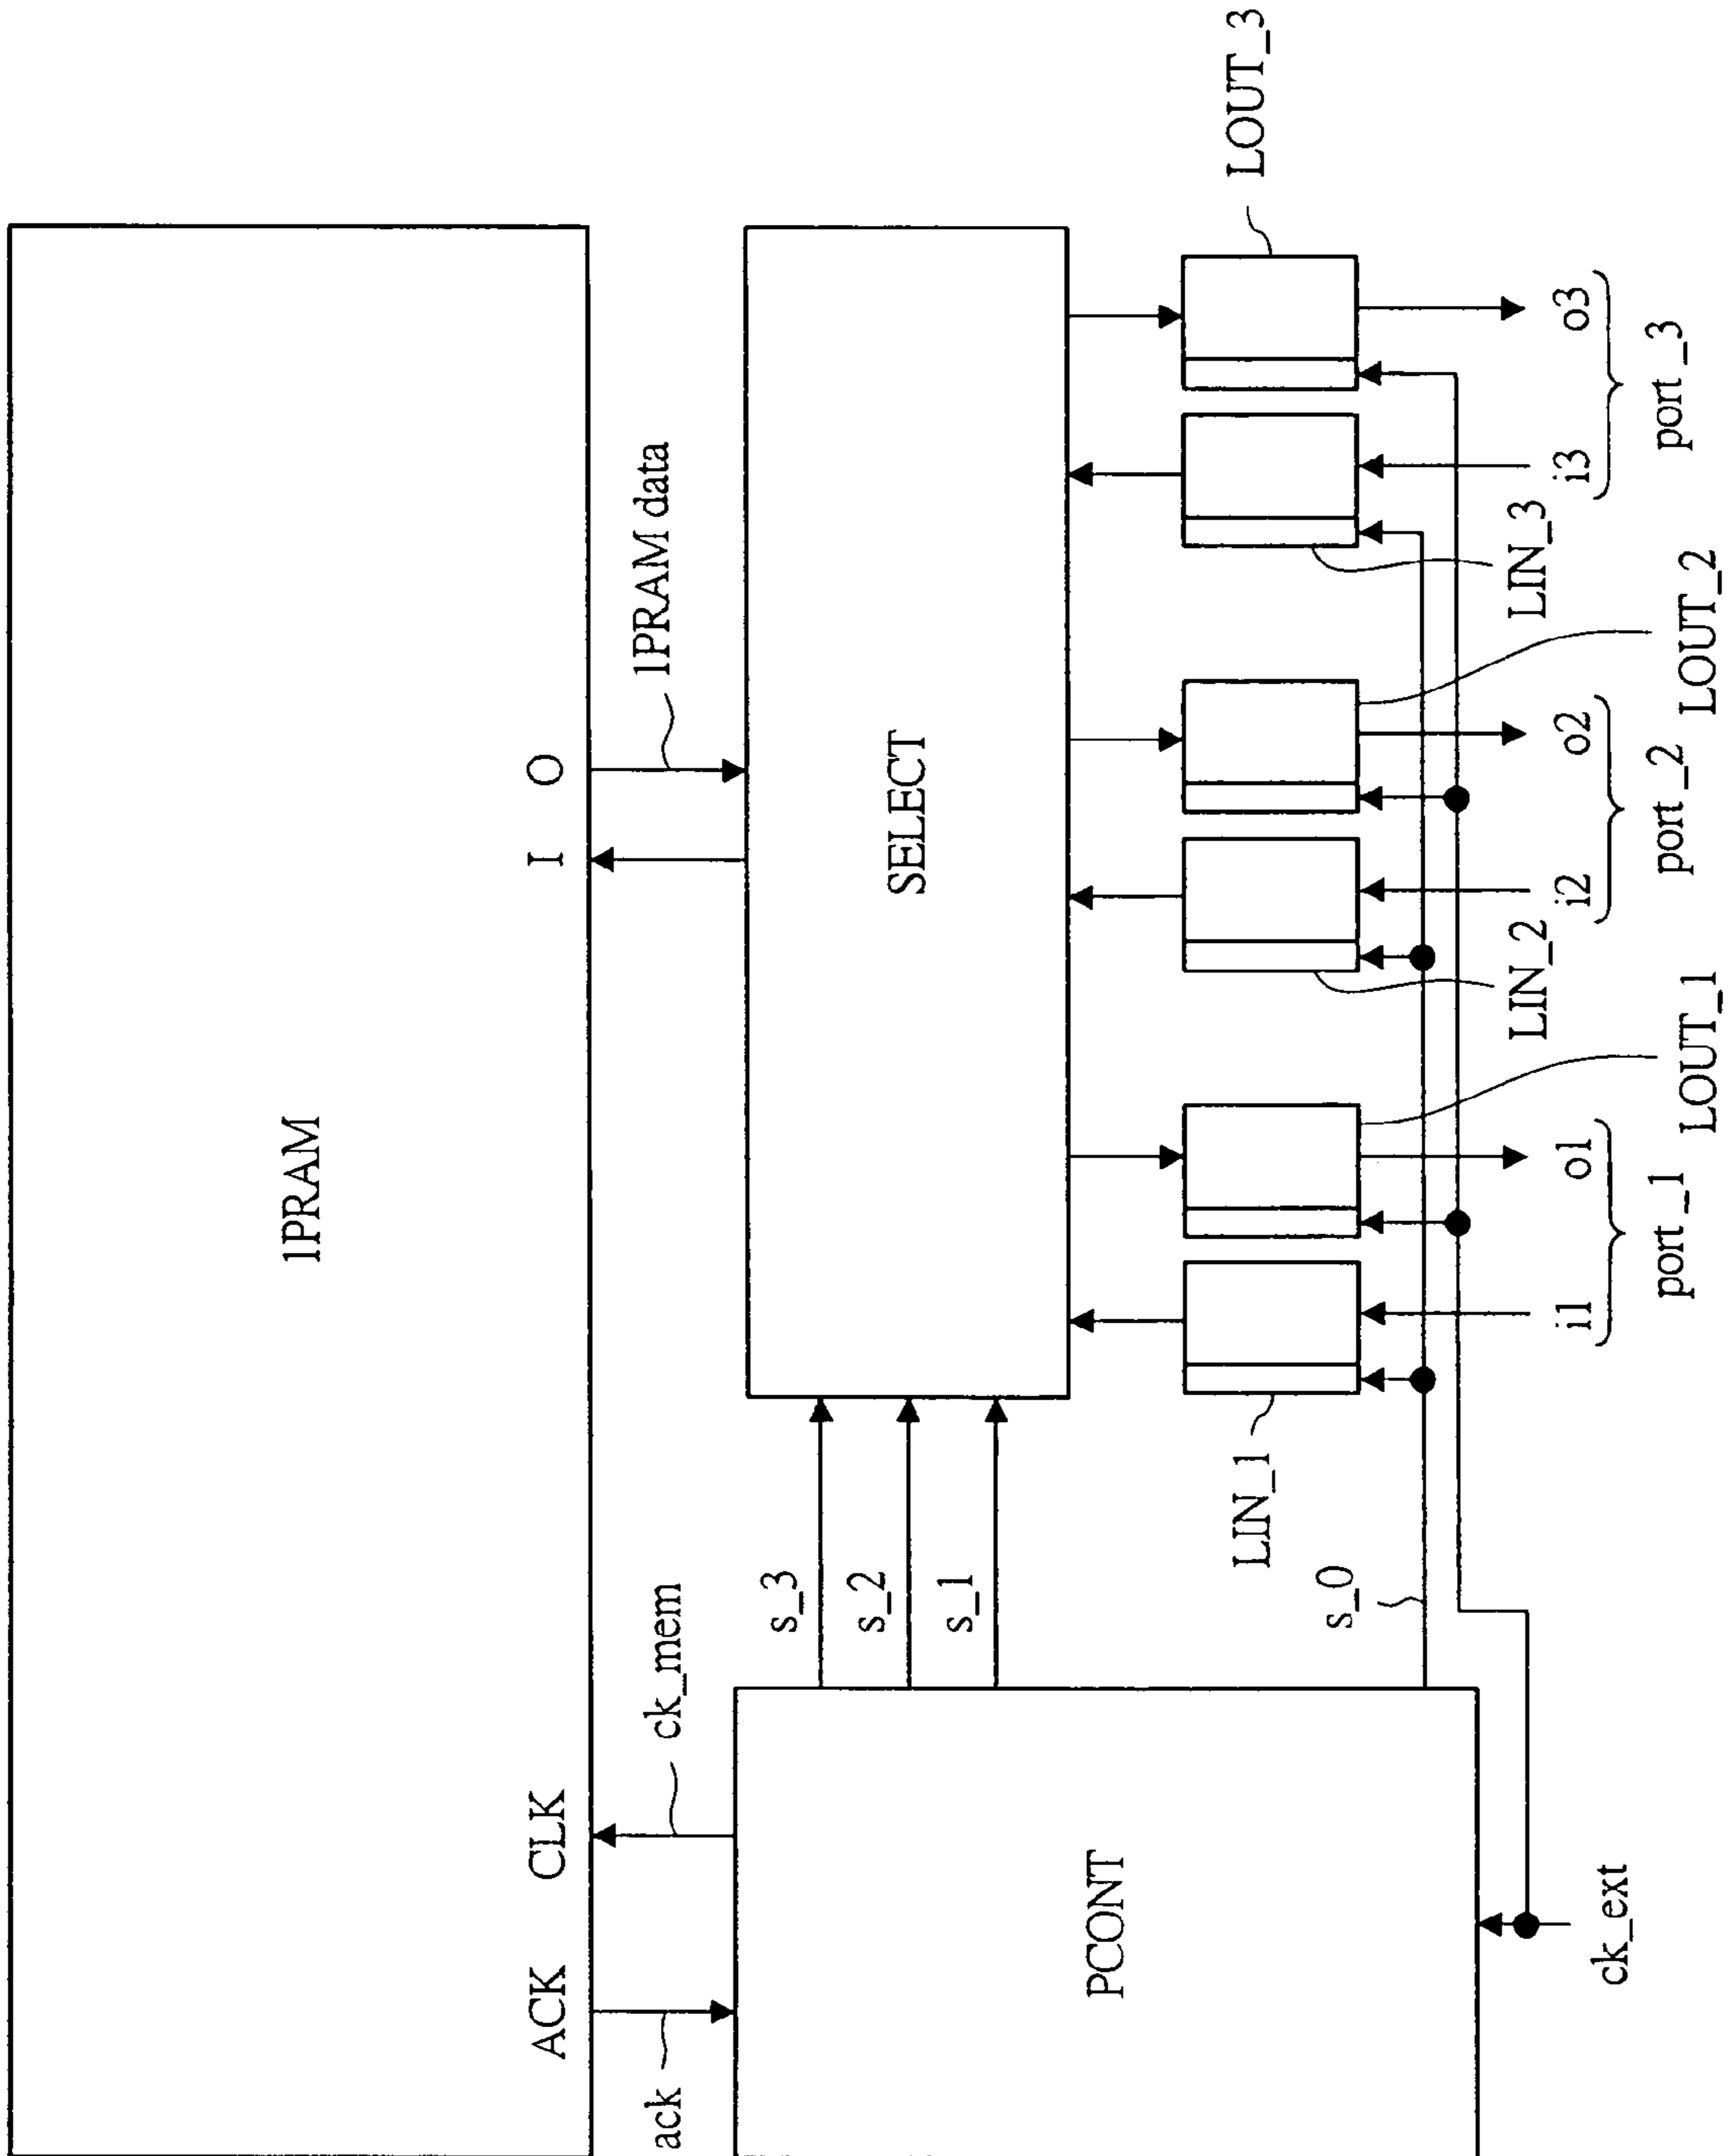 1PRAM
ACK
CLK
I
O
ack
ck_mem
1PRAM data
PCONT
s_3
s_2
s_1
SELECT
s_0
LIN_1
LOUT_3
LIN_2
LIN_3
i1
o1
i2
o2
i3
o3
port_1
LOUT_1
port_2
LOUT_2
port_3
ck_ext